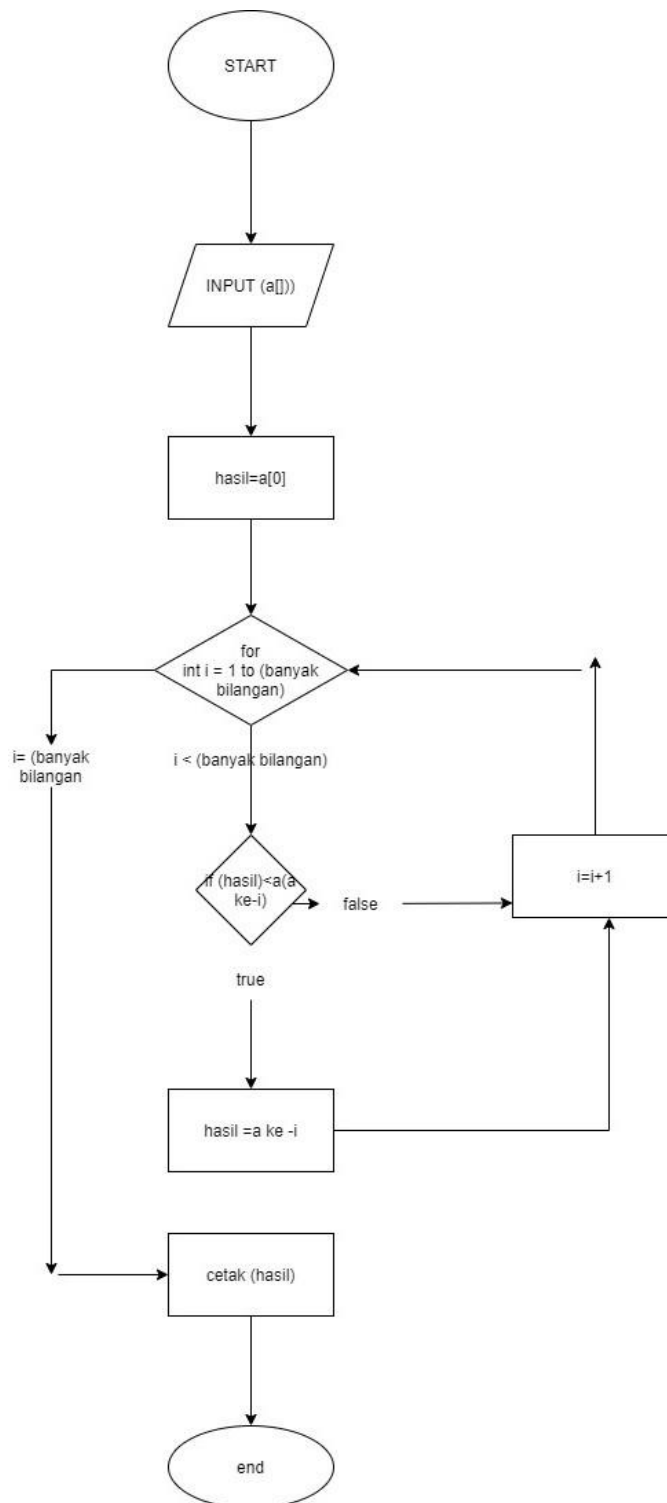 START
INPUT (a[]))
hasil=a[0]
for
int i = 1 to (banyak
bilangan)
i= (banyak
bilangan
i < (banyak bilangan)
if (hasil)<a(a
ke-i)
false
i=i+1
true
hasil =a ke -i
cetak (hasil)
end